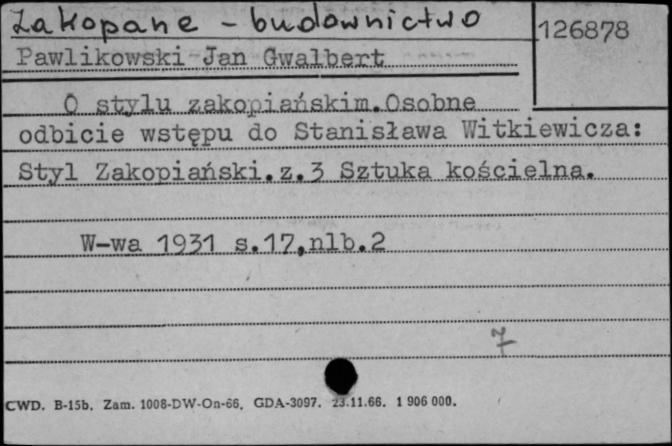 Zakopane - budownictwo
126878
Pawlikowski Jan Gwalbert
O stylu zakopiańskim.Osobne
odbicie wstępu do Stanisława Witkiewicza:
Styl Zakopiański.z.3 Sztuka kościelna.
W-wa 1931 s.17,nlb.2
7
CWD. B-15b. Zam. 1008-DW-On-66. GDA-3097. 23.11.66. 1 906 000.